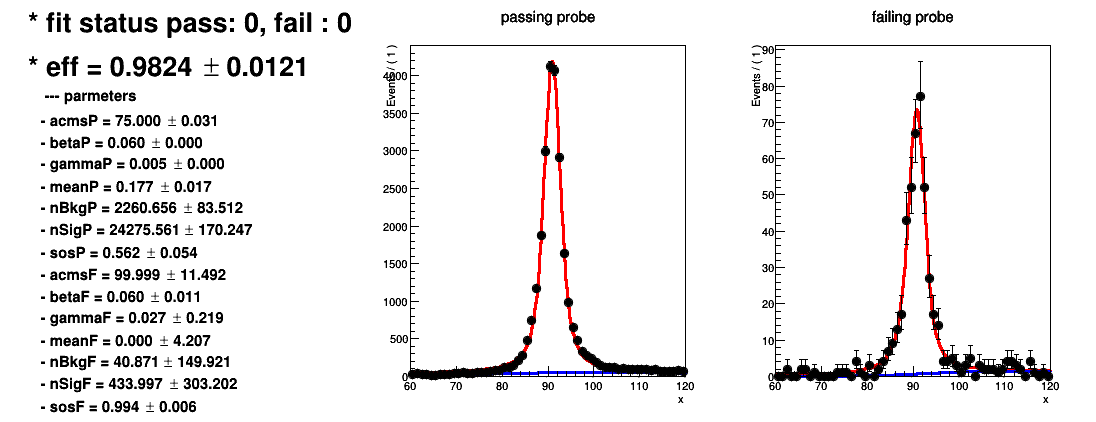 * fit status pass: 0, fail : 0
* eff = 0.9824 ± 0.0121
--- parmeters
- acmsP = 75.000 ± 0.031
- betaP = 0.060 ± 0.000
- gammaP = 0.005 ± 0.000
- meanP = 0.177 ± 0.017
- nBkgP = 2260.656 ± 83.512
- nSigP = 24275.561 ± 170.247
- sosP = 0.562 ± 0.054
- acmsF = 99.999 ± 11.492
- betaF = 0.060 ± 0.011
- gammaF = 0.027 ± 0.219
- meanF = 0.000 ± 4.207
- nBkgF = 40.871 ± 149.921
- nSigF = 433.997 ± 303.202
- sosF = 0.994 ± 0.006
passing probe
Events / ( 1 )
4000
3500
3000
2500
2000
1500
1000
500
0
60 70 80 90 100 110 120
x
failing probe
Events / ( 1 )
90
80
70
60
50
40
30
20
10
0
60 70 80 90 100 110 120
x